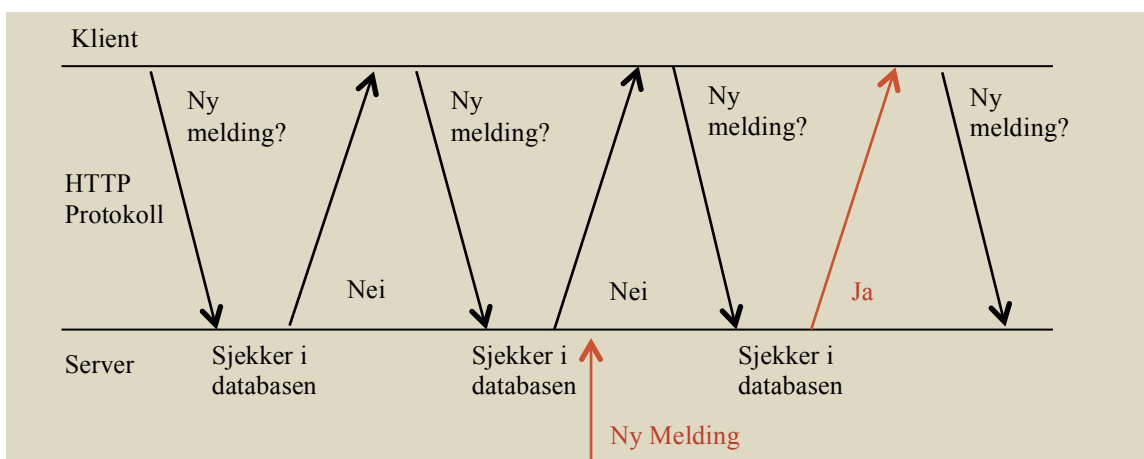 Klient
Ny
melding?
Ny
melding?
Ny
melding?
Ny
melding?
HTTP
Protokoll
Nei
Nei
Ja
Server
Sjekker i
databasen
Sjekker i
databasen
Sjekker i
databasen
Ny Melding